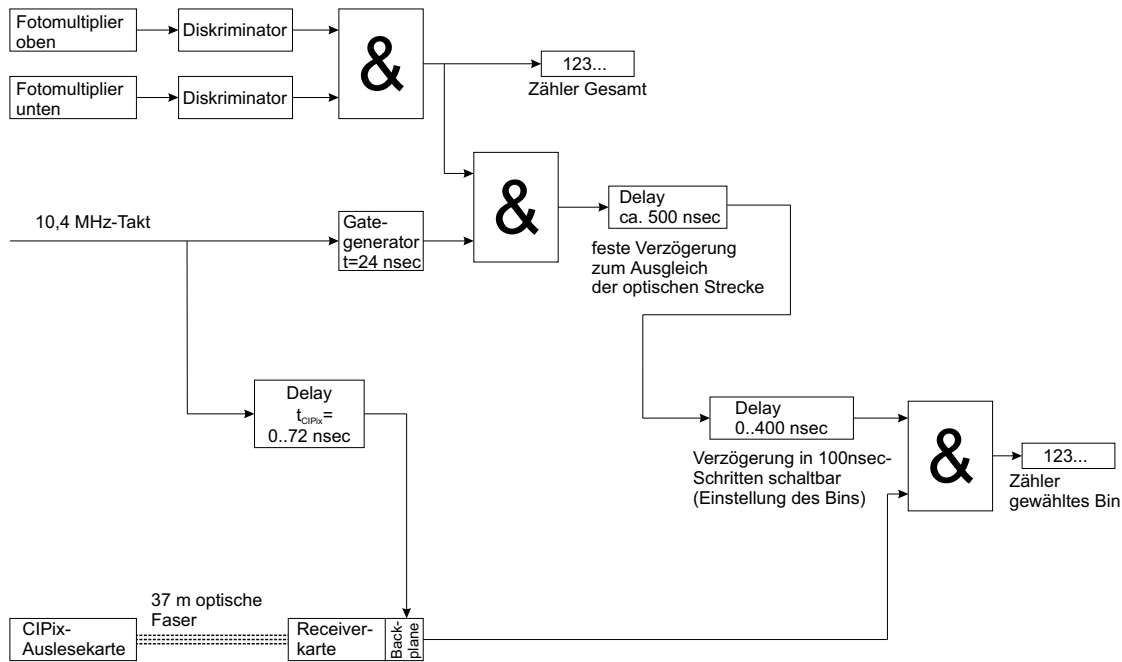 Fotomultiplier
oben
Diskriminator
&
123...
Zähler Gesamt
Fotomultiplier
unten
Diskriminator
10,4 MHz-Takt
Gate-
generator
t=24 nsec
&
Delay
ca. 500 nsec
feste Verzögerung
zum Ausgleich
der optischen Strecke
Delay
tCIPix=
0..72 nsec
Delay
0..400 nsec
Verzögerung in 100nsec-
Schritten schaltbar
(Einstellung des Bins)
&
123...
Zähler
gewähltes Bin
CIPix-
Auslesekarte
37 m optische
Faser
Receiver-
karte
Back-
plane